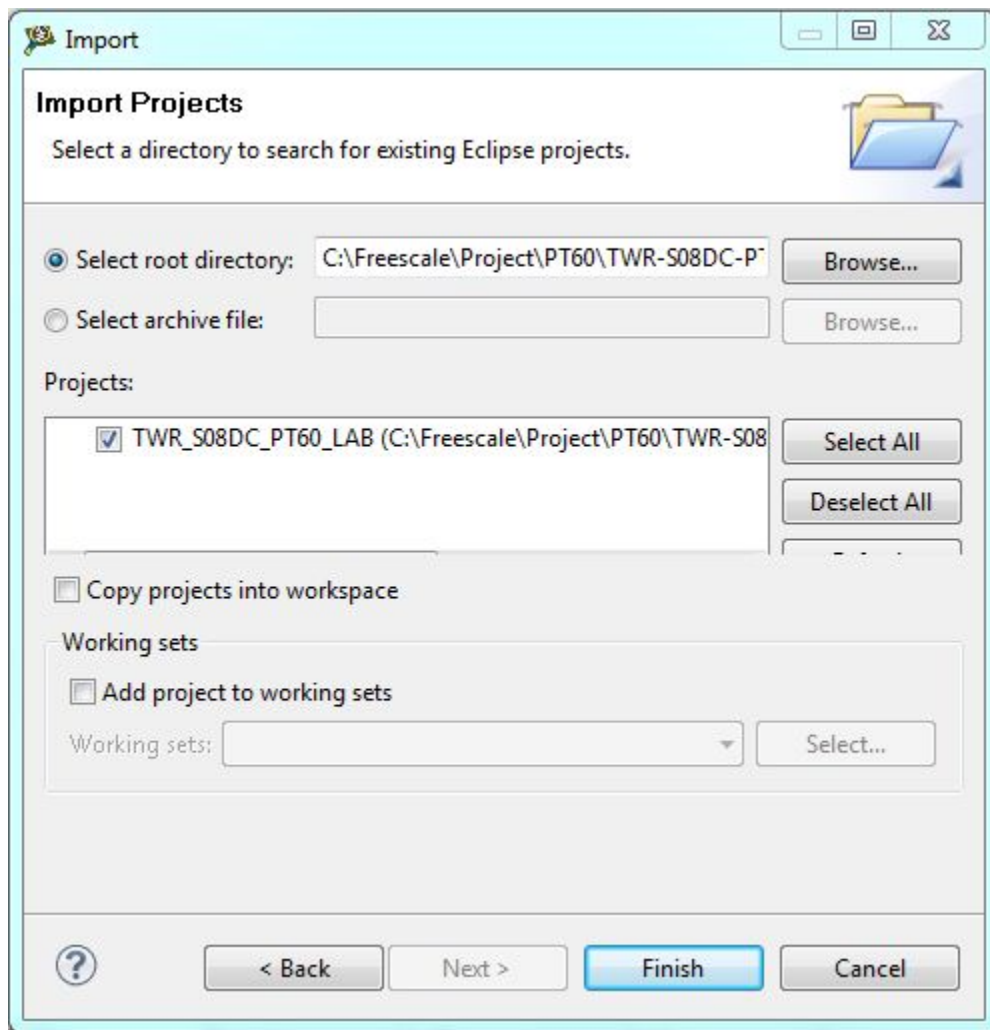 Import
Import Projects
Select a directory to search for existing Eclipse projects.
Select root directory: C:\Freescale\Project\PT60\TWR-S08DC-PT Browse...
Select archive file: Browse...
Projects:
TWR_S08DC_PT60_LAB (C:\Freescale\Project\PT60\TWR-S08 Select All
Deselect All
Copy projects into workspace
Working sets
Add project to working sets
Working sets: Select...
? < Back Next > Finish Cancel